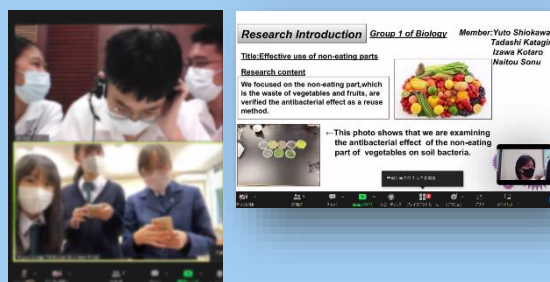 Research Introduction
Group 1 of Biology
Member:Yuto Shiokawa
Tadashi Katagiri
Izawa Kotaro
Naitou Sonu
Title:Effective use of non-eating parts
Research content
We focused on the non-eating part,which
is the waste of vegetables and fruits, are
verified the antibacterial effect as a reuse
method.
←This photo shows that we are examining
the antibacterial effect of the non-eating
part of vegetables on soil bacteria.